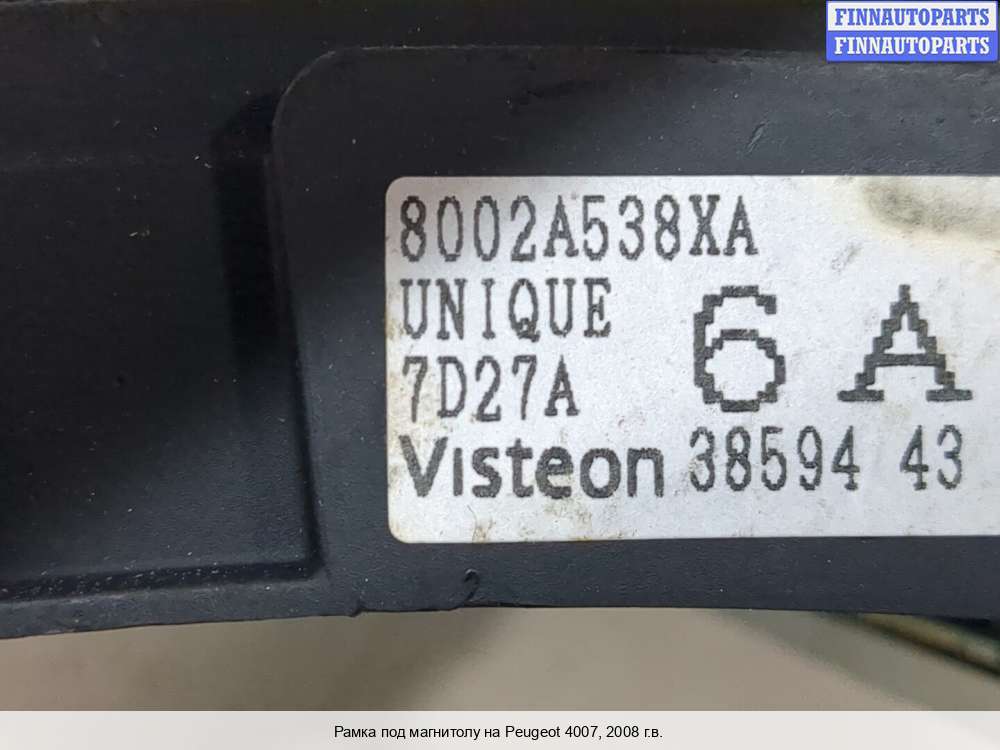 FINNAUTOPARTS
FINNAUTOPARTS
8002A538XA
UNIQUE
7D27A
6 A
Visteon 38594 43
Рамка под магнитолу на Peugeot 4007, 2008 г.в.